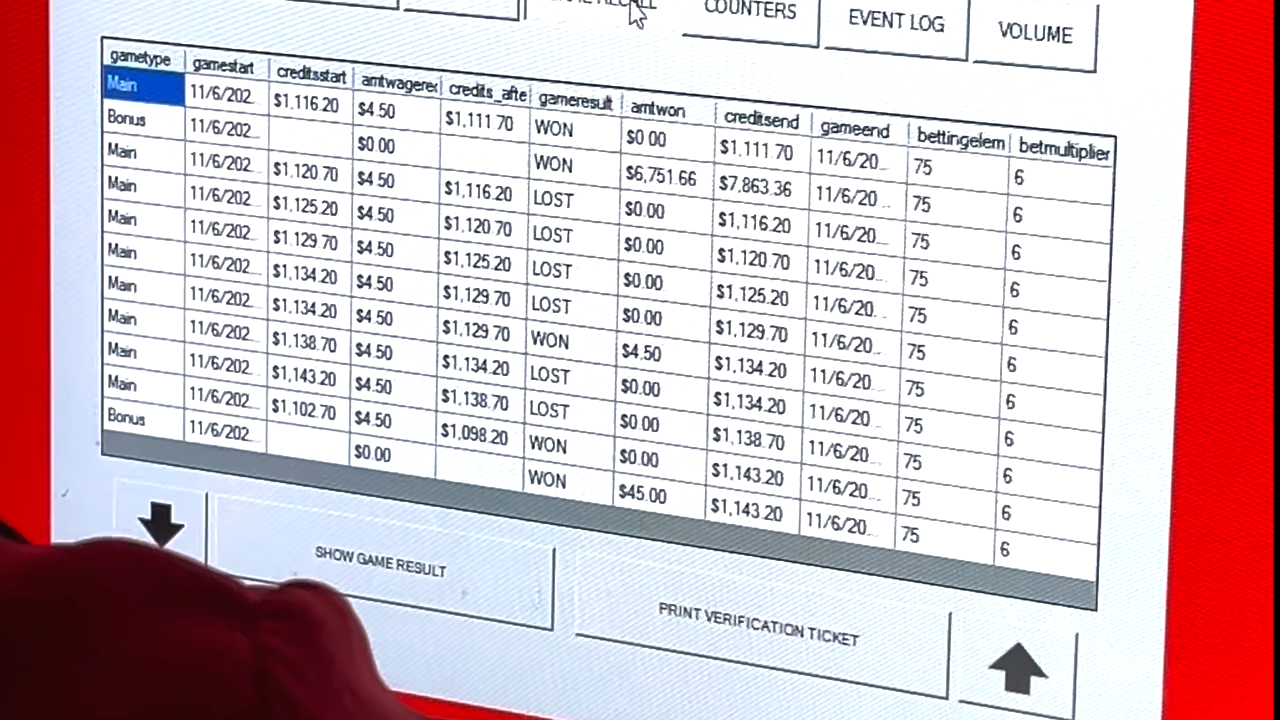 COUNTERS EVENT LOG VOLUME
gametype gamestart creditsstart amtwagerec credits_afte gameresult amtwon creditsend gameend bettingelem betmultiplier
Main 11/6/202... $1,116.20 $4.50 $1,111.70 WON $0.00 $1,111.70 11/6/20... 75 6
Bonus 11/6/202... $0.00 WON $6,751.66 $7,863.36 11/6/20... 75 6
Main 11/6/202... $1,120.70 $4.50 $1,116.20 LOST $0.00 $1,116.20 11/6/20... 75 6
Main 11/6/202... $1,125.20 $4.50 $1,120.70 LOST $0.00 $1,120.70 11/6/20... 75 6
Main 11/6/202... $1,129.70 $4.50 $1,125.20 LOST $0.00 $1,125.20 11/6/20... 75 6
Main 11/6/202... $1,134.20 $4.50 $1,129.70 LOST $0.00 $1,129.70 11/6/20... 75 6
Main 11/6/202... $1,134.20 $4.50 $1,129.70 WON $4.50 $1,134.20 11/6/20... 75 6
Main 11/6/202... $1,138.70 $4.50 $1,134.20 LOST $0.00 $1,134.20 11/6/20... 75 6
Main 11/6/202... $1,143.20 $4.50 $1,138.70 LOST $0.00 $1,138.70 11/6/20... 75 6
Main 11/6/202... $1,102.70 $4.50 $1,098.20 WON $0.00 $1,143.20 11/6/20... 75 6
Bonus 11/6/202... $0.00 WON $45.00 $1,143.20 11/6/20... 75 6
SHOW GAME RESULT
PRINT VERIFICATION TICKET